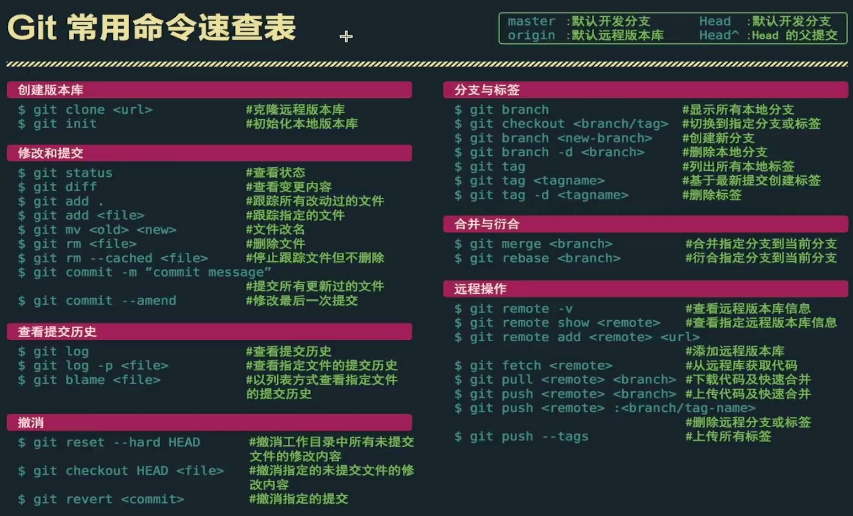 Git 常用命令速查表
master :默认开发分支 Head :默认开发分支
origin :默认远程版本库 Head^ :Head 的父提交
创建版本库
$ git clone <url> #克隆远程版本库
$ git init #初始化本地版本库
修改和提交
$ git status #查看状态
$ git diff #查看变更内容
$ git add . #跟踪所有改动过的文件
$ git add <file> #跟踪指定的文件
$ git mv <old> <new> #文件改名
$ git rm <file> #删除文件
$ git rm --cached <file> #停止跟踪文件但不删除
$ git commit -m “commit message”
#提交所有更新过的文件
$ git commit --amend #修改最后一次提交
查看提交历史
$ git log #查看提交历史
$ git log -p <file> #查看指定文件的提交历史
$ git blame <file> #以列表方式查看指定文件
的提交历史
撤消
$ git reset --hard HEAD #撤消工作目录中所有未提交
文件的修改内容
$ git checkout HEAD <file> #撤消指定的未提交文件的修
改内容
$ git revert <commit> #撤消指定的提交
分支与标签
$ git branch #显示所有本地分支
$ git checkout <branch/tag> #切换到指定分支或标签
$ git branch <new-branch> #创建新分支
$ git branch -d <branch> #删除本地分支
$ git tag #列出所有本地标签
$ git tag <tagname> #基于最新提交创建标签
$ git tag -d <tagname> #删除标签
合并与衍合
$ git merge <branch> #合并指定分支到当前分支
$ git rebase <branch> #衍合指定分支到当前分支
远程操作
$ git remote -v #查看远程版本库信息
$ git remote show <remote> #查看指定远程版本库信息
$ git remote add <remote> <url>
#添加远程版本库
$ git fetch <remote> #从远程库获取代码
$ git pull <remote> <branch> #下载代码及快速合并
$ git push <remote> <branch> #上传代码及快速合并
$ git push <remote> :<branch/tag-name>
#删除远程分支或标签
$ git push --tags #上传所有标签